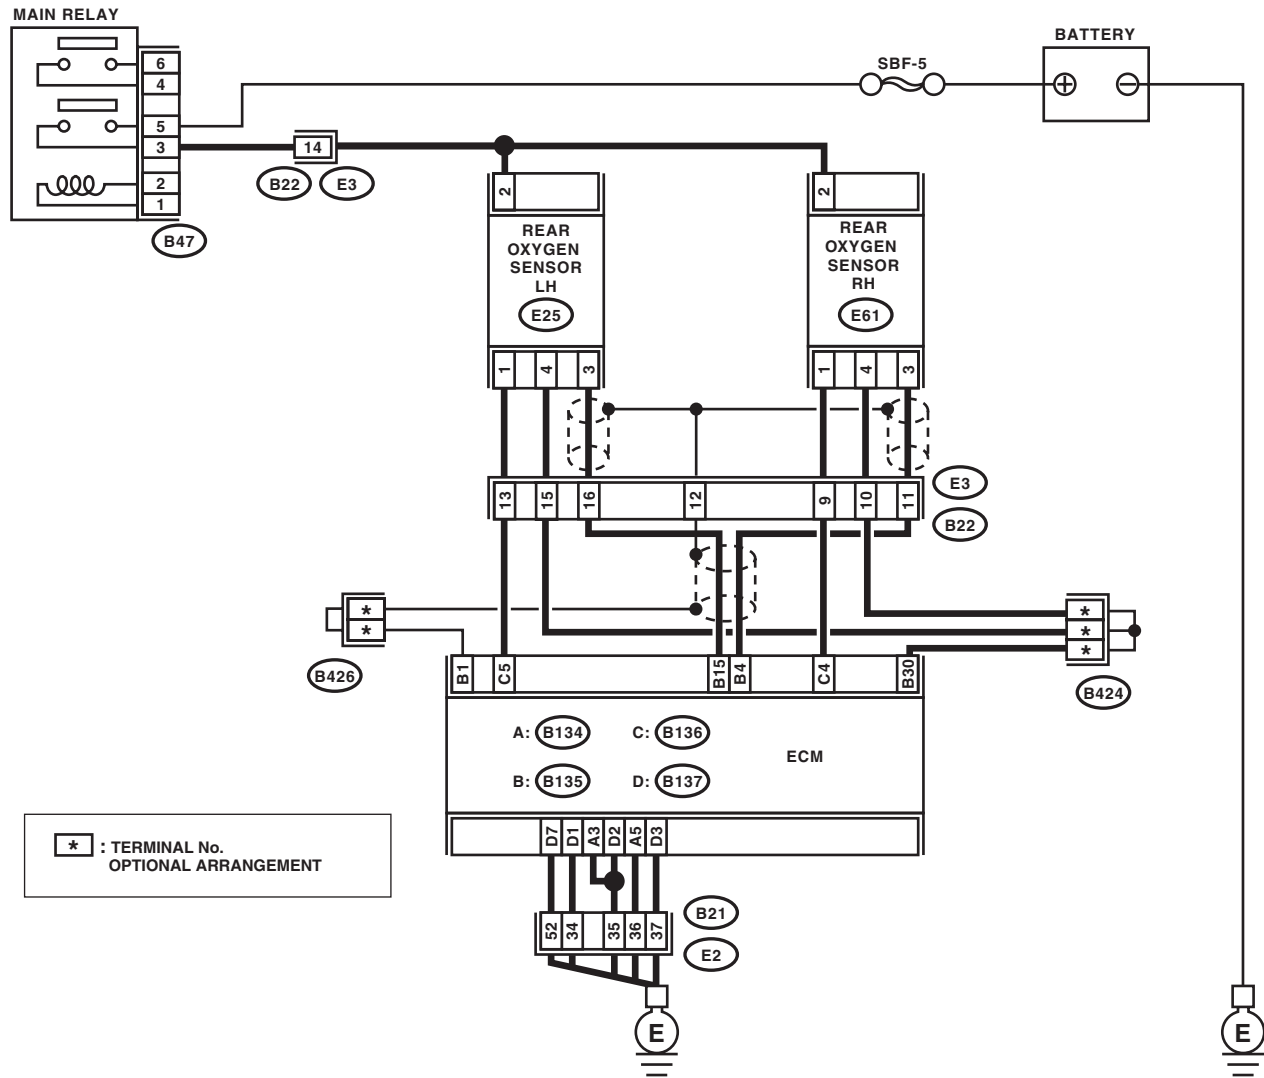 MAIN RELAY
BATTERY
SBF-5
6
4
5
3
2
1
B47
14
B22 E3
2
REAR
OXYGEN
SENSOR
LH
E25
1 4 3
2
REAR
OXYGEN
SENSOR
RH
E61
1 4 3
13 15 16 12 9 10 11
E3
B22
*
*
B426
*
*
*
B424
B1 C5 B15 B4 C4 B30
A: B134 C: B136
B: B135 D: B137
ECM
D7 D1 A3 D2 A5 D3
52 34 35 36 37
B21
E2
E
E
* : TERMINAL No.
OPTIONAL ARRANGEMENT